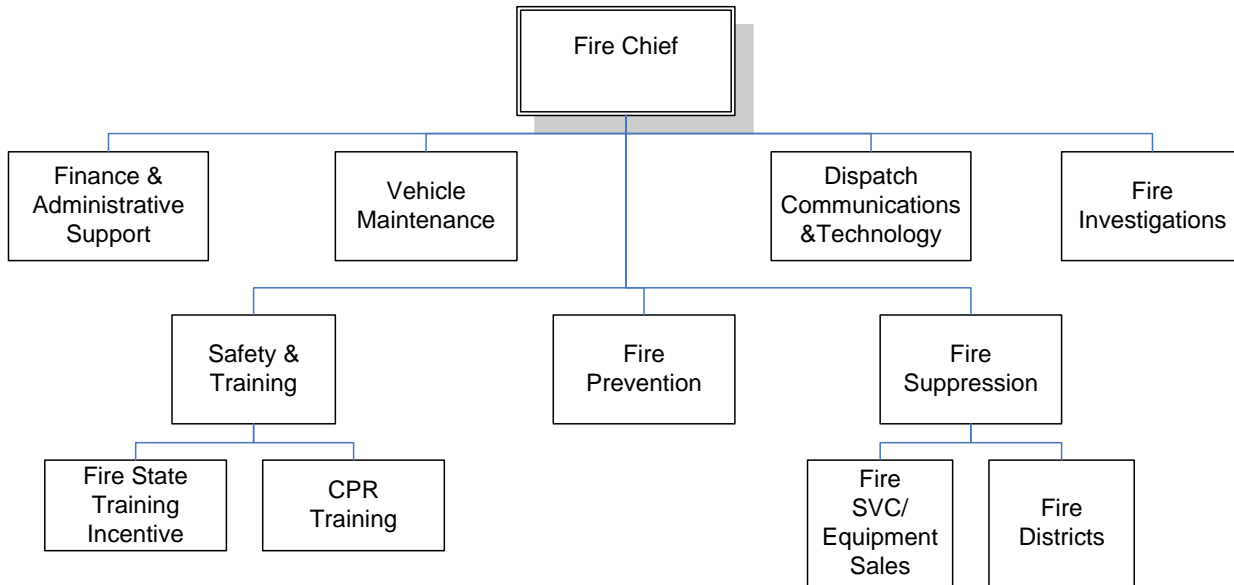 Fire Chief
Finance &
Administrative
Support
Vehicle
Maintenance
Dispatch
Communications
&Technology
Fire
Investigations
Safety &
Training
Fire
Prevention
Fire
Suppression
Fire State
Training
Incentive
CPR
Training
Fire
SVC/
Equipment
Sales
Fire
Districts